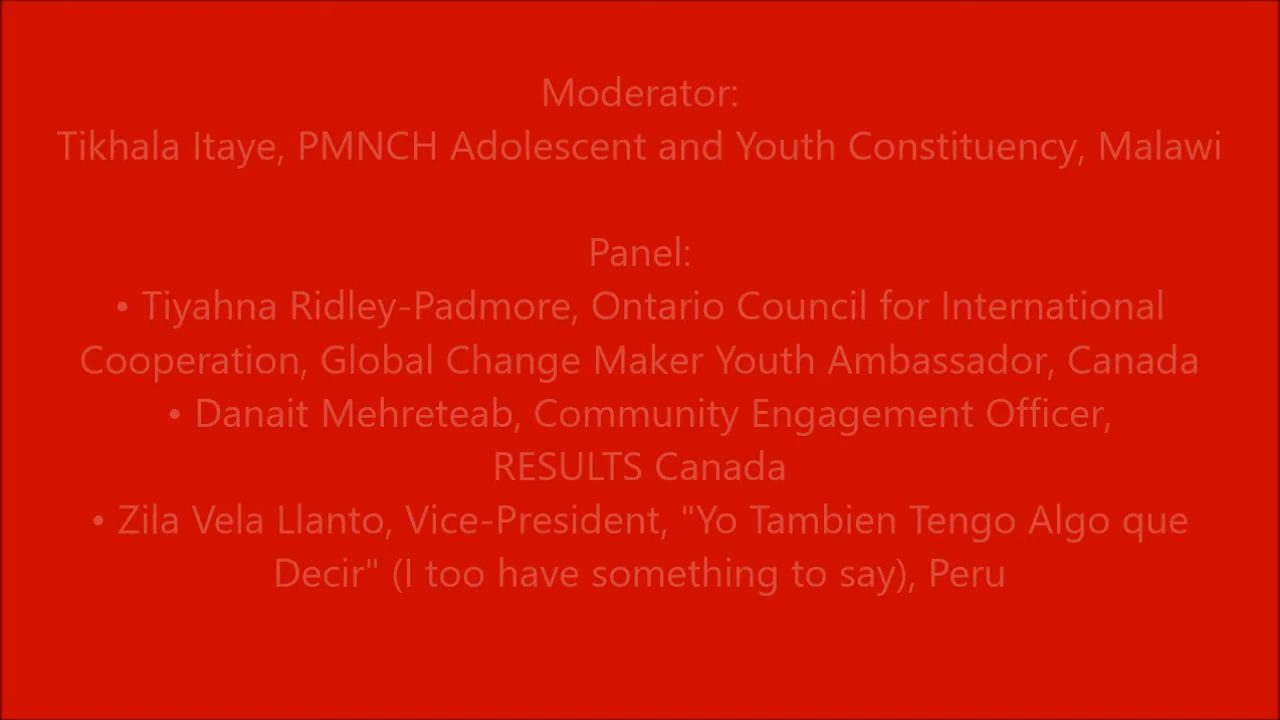 Moderator:
Tikhala Itaye, PMNCH Adolescent and Youth Constituency, Malawi
Panel:
• Tiyahna Ridley-Padmore, Ontario Council for International
Cooperation, Global Change Maker Youth Ambassador, Canada
• Danait Mehreteab, Community Engagement Officer,
RESULTS Canada
• Zila Vela Llanto, Vice-President, "Yo Tambien Tengo Algo que
Decir" (I too have something to say), Peru